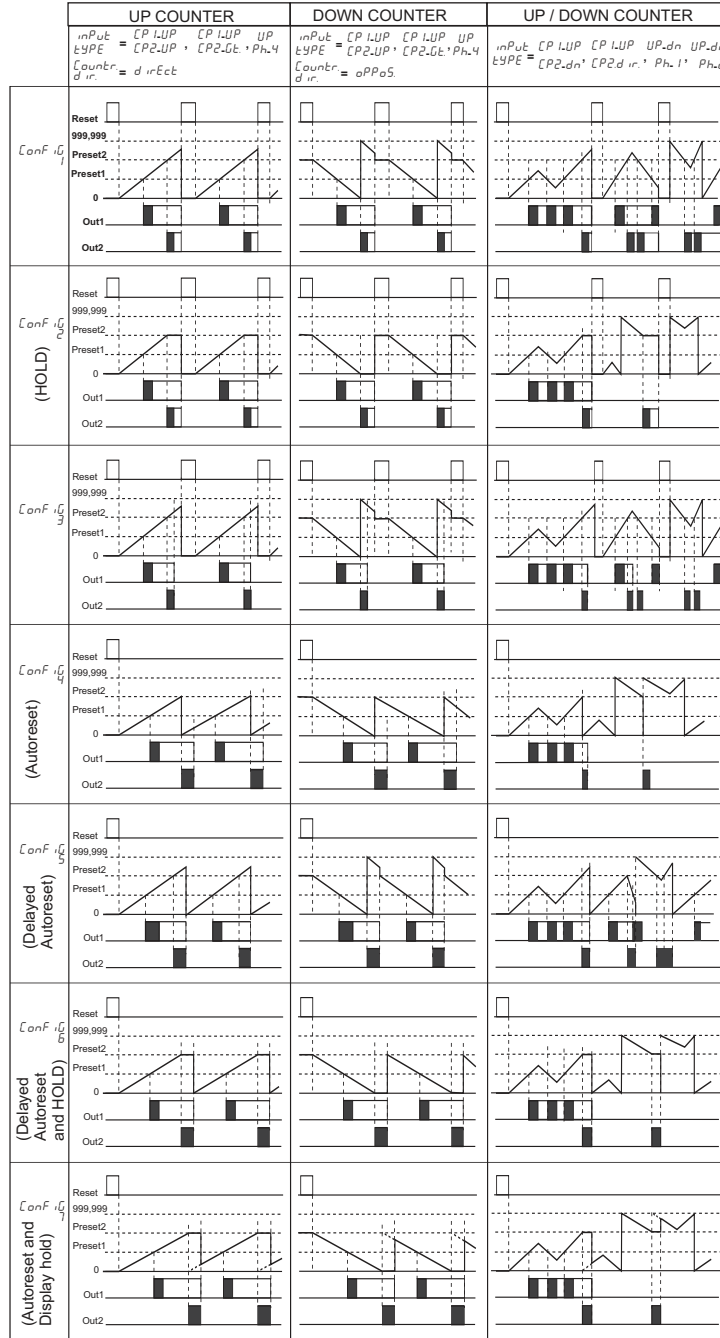 UP COUNTER
DOWN COUNTER
UP / DOWN COUNTER
inPut tYPE = CP1-UP CP2-UP , CP1-UP CP2-Gt. , UP Ph-4
Countr. dir. = dirEct
inPut tYPE = CP1-UP CP2-UP , CP1-UP CP2-Gt. , UP Ph-4
Countr. dir. = oPPoS.
inPut tYPE = CP1-UP CP2-dn , CP1-UP CP2.dir. , UP-dn Ph-1 ,
ConFiG 1
Reset
999,999
Preset2
Preset1
0
Out1
Out2
ConFiG 2
(HOLD)
Reset
999,999
Preset2
Preset1
0
Out1
Out2
ConFiG 3
Reset
999,999
Preset2
Preset1
0
Out1
Out2
ConFiG 4
(Autoreset)
Reset
999,999
Preset2
Preset1
0
Out1
Out2
ConFiG 5
(Delayed
Autoreset)
Reset
999,999
Preset2
Preset1
0
Out1
Out2
ConFiG 6
(Delayed
Autoreset
and HOLD)
Reset
999,999
Preset2
Preset1
0
Out1
Out2
ConFiG 7
(Autoreset and
Display hold)
Reset
999,999
Preset2
Preset1
0
Out1
Out2